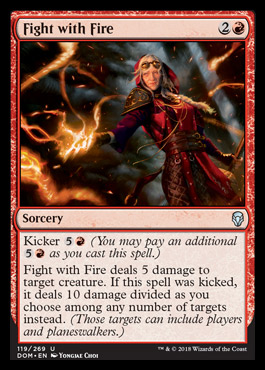 Fight with Fire 2
Sorcery
Kicker 5 (You may pay an additional
5 as you cast this spell.)
Fight with Fire deals 5 damage to
target creature. If this spell was kicked,
it deals 10 damage divided as you
choose among any number of targets
instead. (Those targets can include players
and planeswalkers.)
119/269 U
DOM • EN YONGJAE CHOI ™ & © 2018 Wizards of the Coast